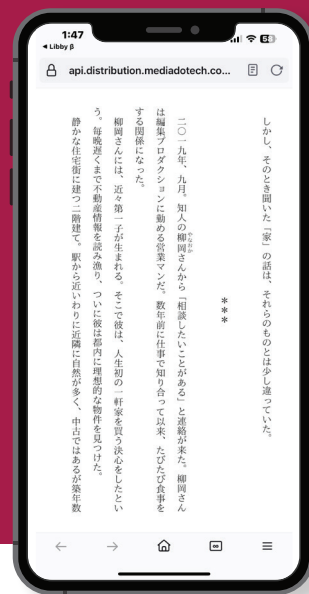 1:47
◀ Libby β
5G
api.distribution.mediadotech.co...
しかし、そのとき聞いた「家」の話は、それらのものとは少し違っていた。
＊＊＊
二〇一九年、九月。知人の柳岡さんから「相談したいことがある」と連絡が来た。柳岡さん
は編集プロダクションに勤める営業マンだ。数年前に仕事で知り合って以来、たびたび食事を
する関係になった。
柳岡さんには、近々第一子が生まれる。そこで彼は、人生初の一軒家を買う決心をしたとい
う。毎晩遅くまで不動産情報を読み漁り、ついに彼は都内に理想的な物件を見つけた。
静かな住宅街に建つ二階建て。駅から近いわりに近隣に自然が多く、中古ではあるが築年数